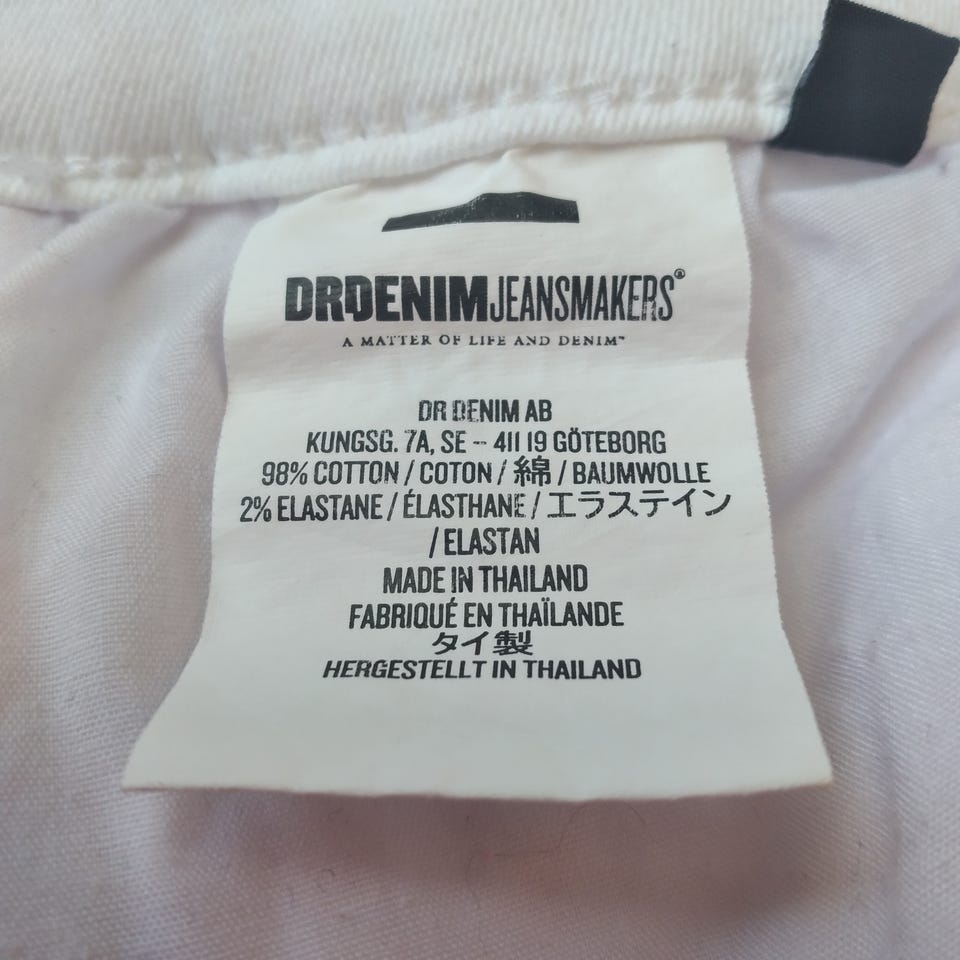 DRDENIMJEANSMAKERS®
A MATTER OF LIFE AND DENIM™
DR DENIM AB
KUNGSG. 7A, SE - 411 19 GÖTEBORG
98% COTTON / COTON / 綿 / BAUMWOLLE
2% ELASTANE / ÉLASTHANE / エラステイン
/ ELASTAN
MADE IN THAILAND
FABRIQUÉ EN THAÏLANDE
タイ製
HERGESTELLT IN THAILAND